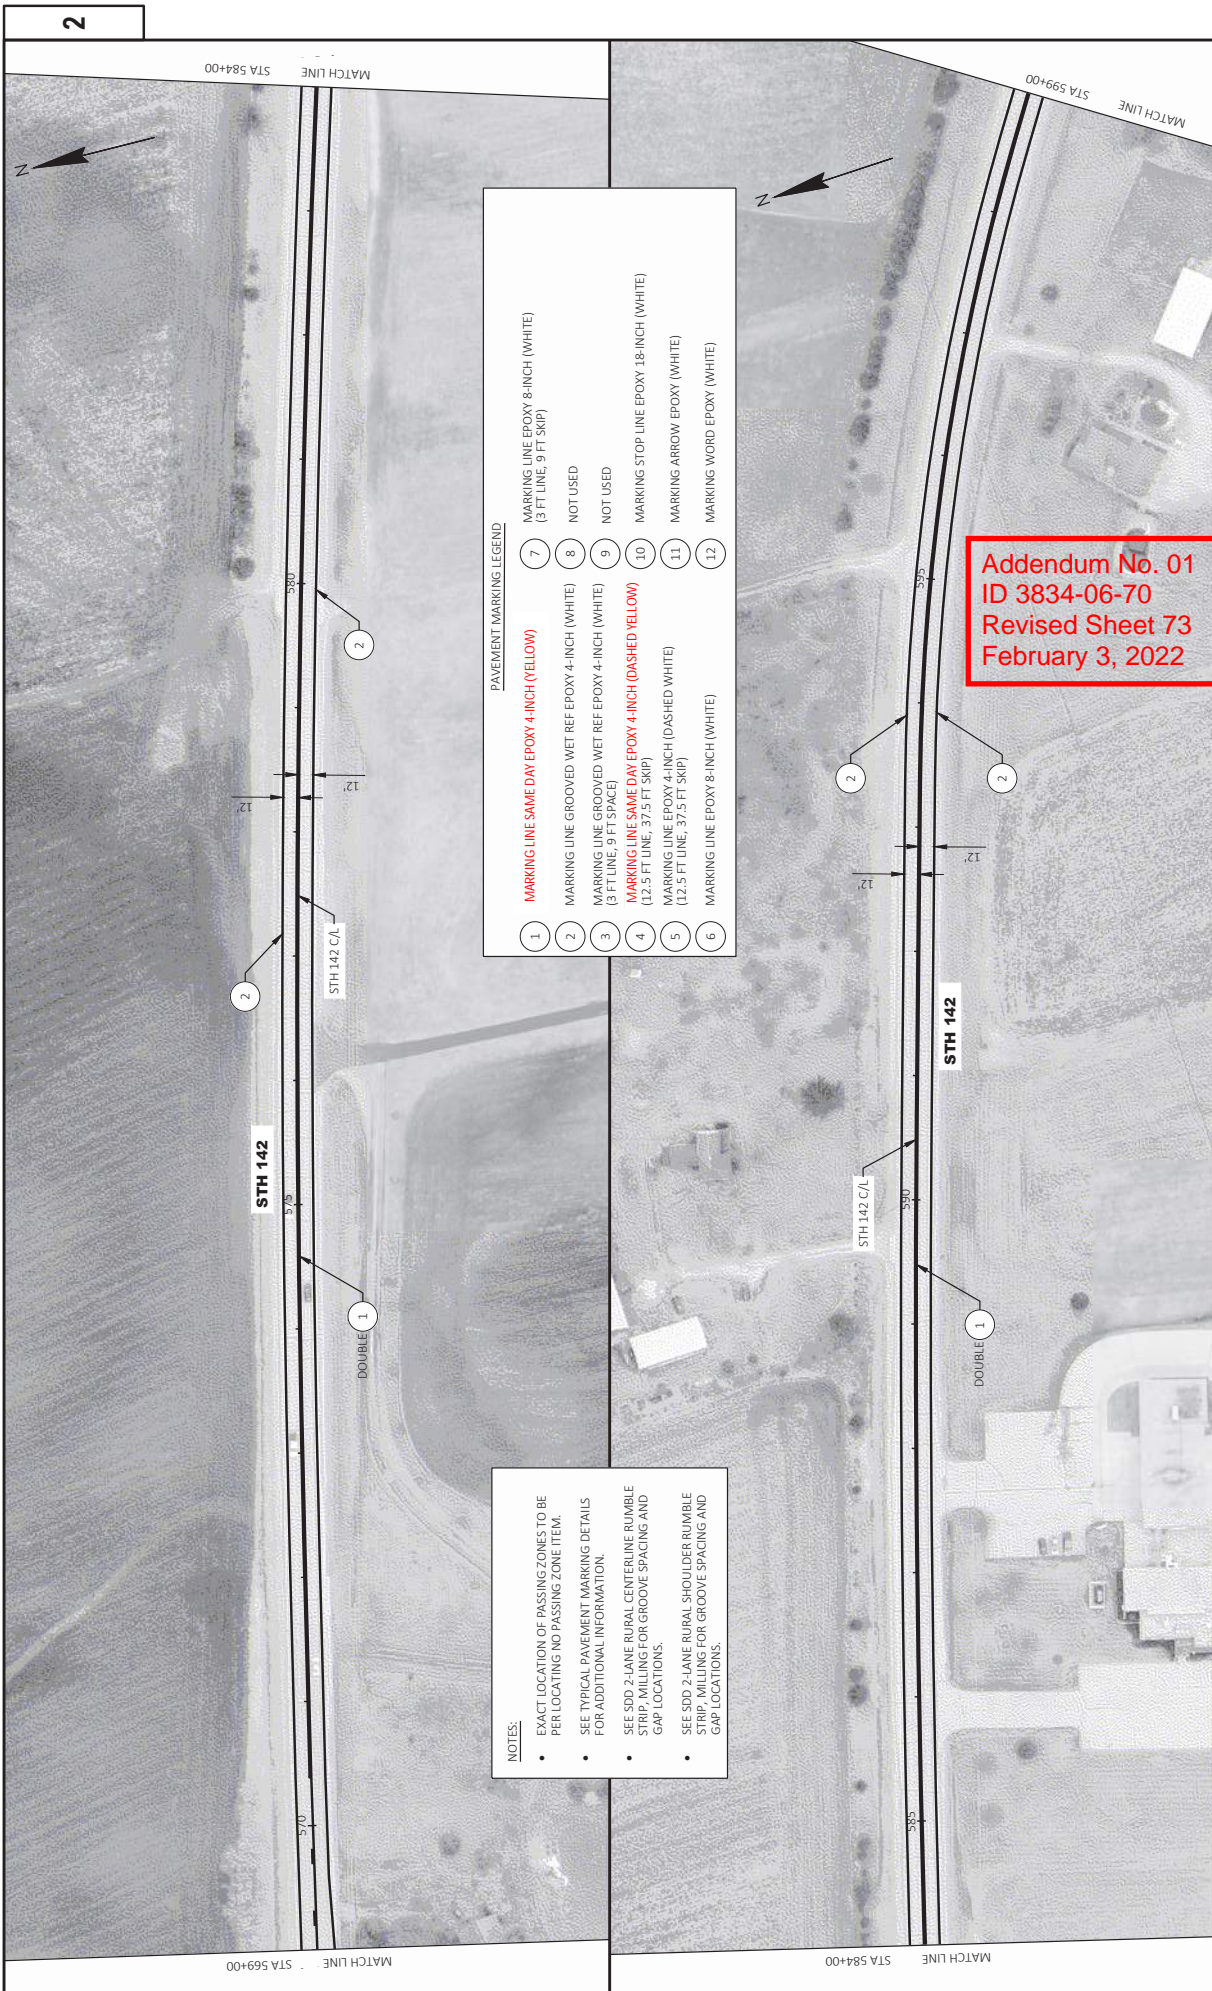 2
MATCH LINE
STA 584+00
N
580
2
12'
12'
2
STH 142 C/L
STH 142
575
1
DOUBLE
570
MATCH LINE
STA 569+00
PAVEMENT MARKING LEGEND
1 MARKING LINE SAME DAY EPOXY 4-INCH (YELLOW)
2 MARKING LINE GROOVED WET REF EPOXY 4-INCH (WHITE)
3 MARKING LINE GROOVED WET REF EPOXY 4-INCH (WHITE)
(3 FT LINE, 9 FT SPACE)
4 MARKING LINE SAME DAY EPOXY 4-INCH (DASHED YELLOW)
(12.5 FT LINE, 37.5 FT SKIP)
5 MARKING LINE EPOXY 4-INCH (DASHED WHITE)
(12.5 FT LINE, 37.5 FT SKIP)
6 MARKING LINE EPOXY 8-INCH (WHITE)
7 MARKING LINE EPOXY 8-INCH (WHITE)
(3 FT LINE, 9 FT SKIP)
8 NOT USED
9 NOT USED
10 MARKING STOP LINE EPOXY 18-INCH (WHITE)
11 MARKING ARROW EPOXY (WHITE)
12 MARKING WORD EPOXY (WHITE)
NOTES:
• EXACT LOCATION OF PASSING ZONES TO BE
PER LOCATING NO PASSING ZONE ITEM.
• SEE TYPICAL PAVEMENT MARKING DETAILS
FOR ADDITIONAL INFORMATION.
• SEE SDD 2-LANE RURAL CENTERLINE RUMBLE
STRIP, MILLING FOR GROOVE SPACING AND
GAP LOCATIONS.
• SEE SDD 2-LANE RURAL SHOULDER RUMBLE
STRIP, MILLING FOR GROOVE SPACING AND
GAP LOCATIONS.
MATCH LINE
STA 599+00
N
595
Addendum No. 01
ID 3834-06-70
Revised Sheet 73
February 3, 2022
2
2
12'
12'
STH 142
STH 142 C/L
590
1
DOUBLE
585
MATCH LINE
STA 584+00